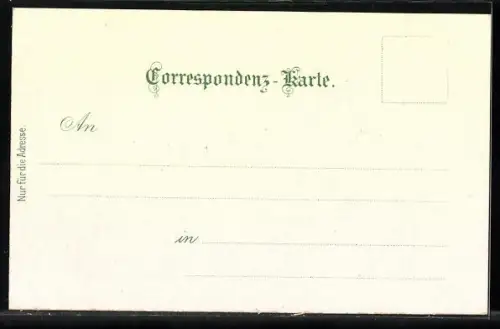 Correspondenz-Karte.
An
in
Nur für die Adresse.